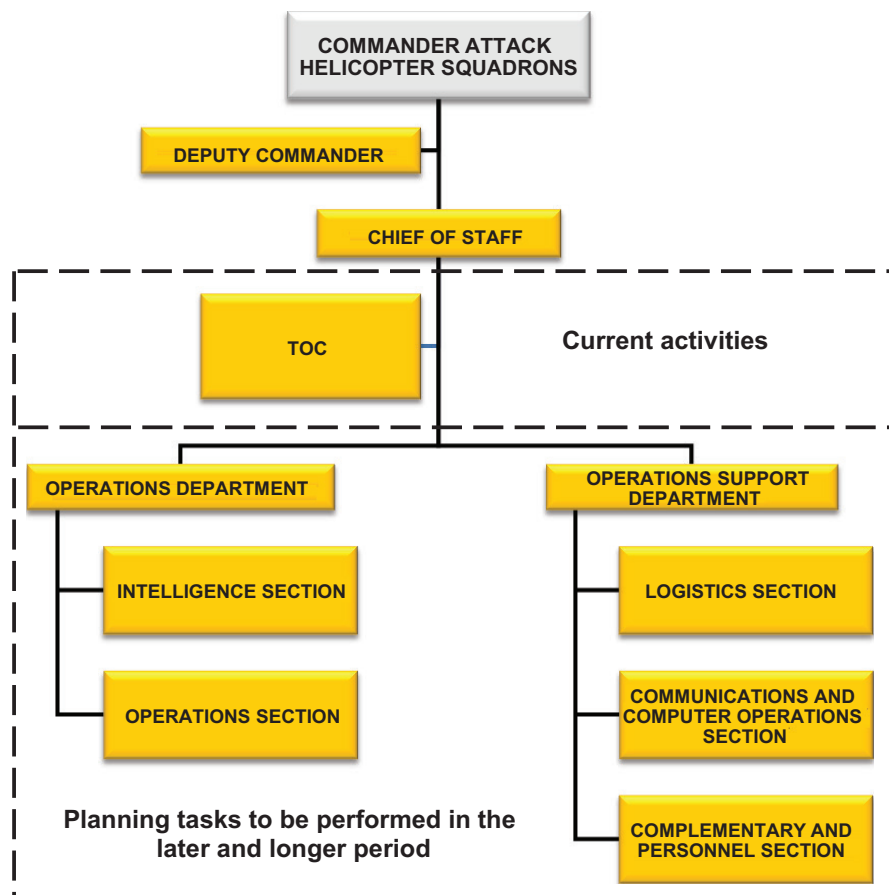 COMMANDER ATTACK
HELICOPTER SQUADRONS
DEPUTY COMMANDER
CHIEF OF STAFF
TOC
Current activities
OPERATIONS DEPARTMENT
OPERATIONS SUPPORT
DEPARTMENT
INTELLIGENCE SECTION
LOGISTICS SECTION
OPERATIONS SECTION
COMMUNICATIONS AND
COMPUTER OPERATIONS
SECTION
Planning tasks to be performed in the
later and longer period
COMPLEMENTARY AND
PERSONNEL SECTION